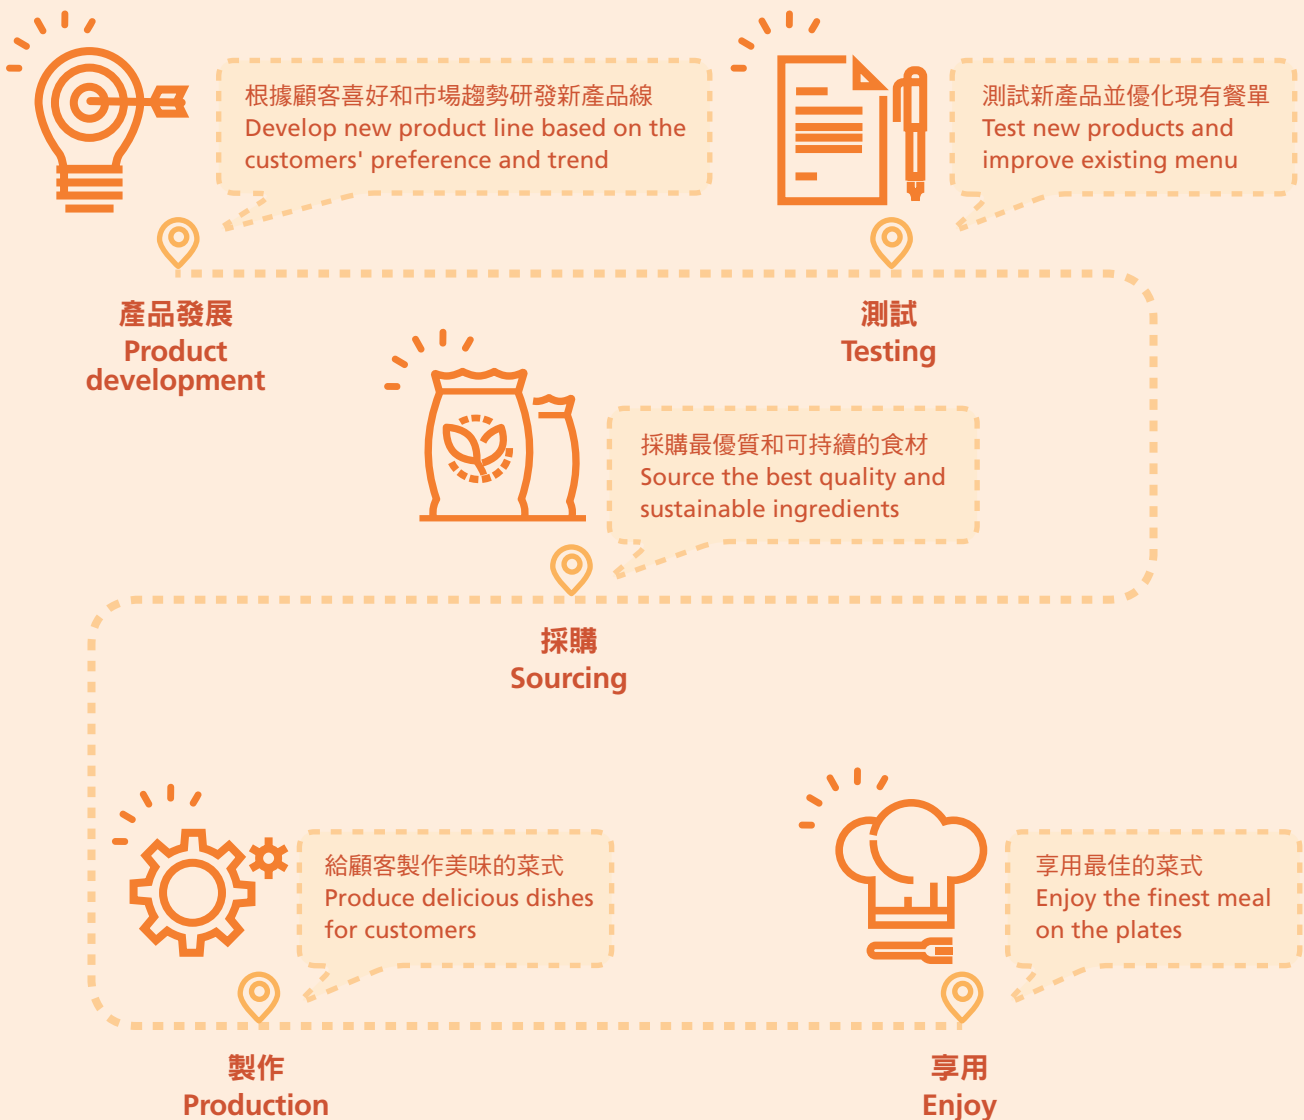 根據顧客喜好和市場趨勢研發新產品線
Develop new product line based on the
customers' preference and trend
產品發展
Product
development
測試新產品並優化現有餐單
Test new products and
improve existing menu
測試
Testing
採購最優質和可持續的食材
Source the best quality and
sustainable ingredients
採購
Sourcing
給顧客製作美味的菜式
Produce delicious dishes
for customers
製作
Production
享用最佳的菜式
Enjoy the finest meal
on the plates
享用
Enjoy